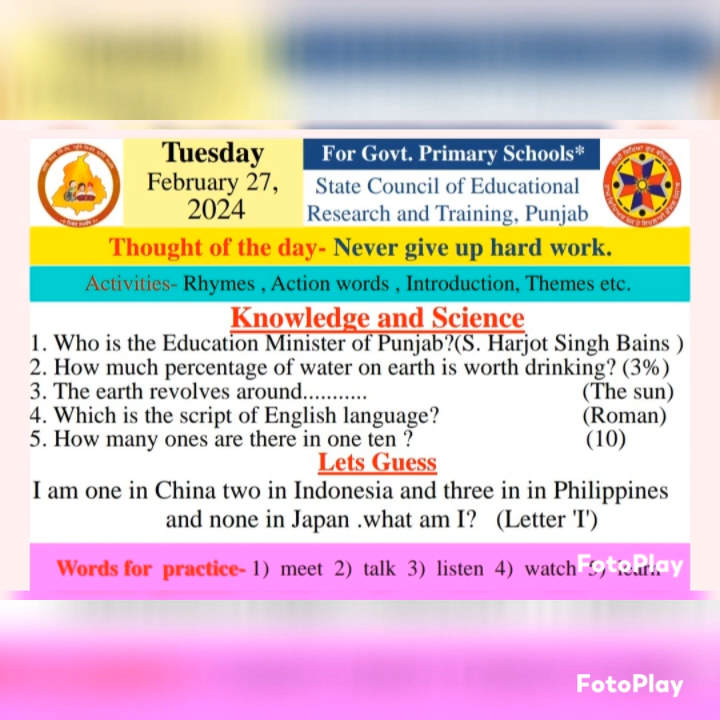 Tuesday
February 27,
2024
For Govt. Primary Schools*
State Council of Educational
Research and Training, Punjab
Thought of the day- Never give up hard work.
Activities- Rhymes , Action words , Introduction, Themes etc.
Knowledge and Science
1. Who is the Education Minister of Punjab?(S. Harjot Singh Bains )
2. How much percentage of water on earth is worth drinking? (3%)
3. The earth revolves around........... (The sun)
4. Which is the script of English language? (Roman)
5. How many ones are there in one ten ? (10)
Lets Guess
I am one in China two in Indonesia and three in in Philippines
and none in Japan .what am I? (Letter 'I')
Words for practice- 1) meet 2) talk 3) listen 4) watch 5) learn
FotoPlay
FotoPlay